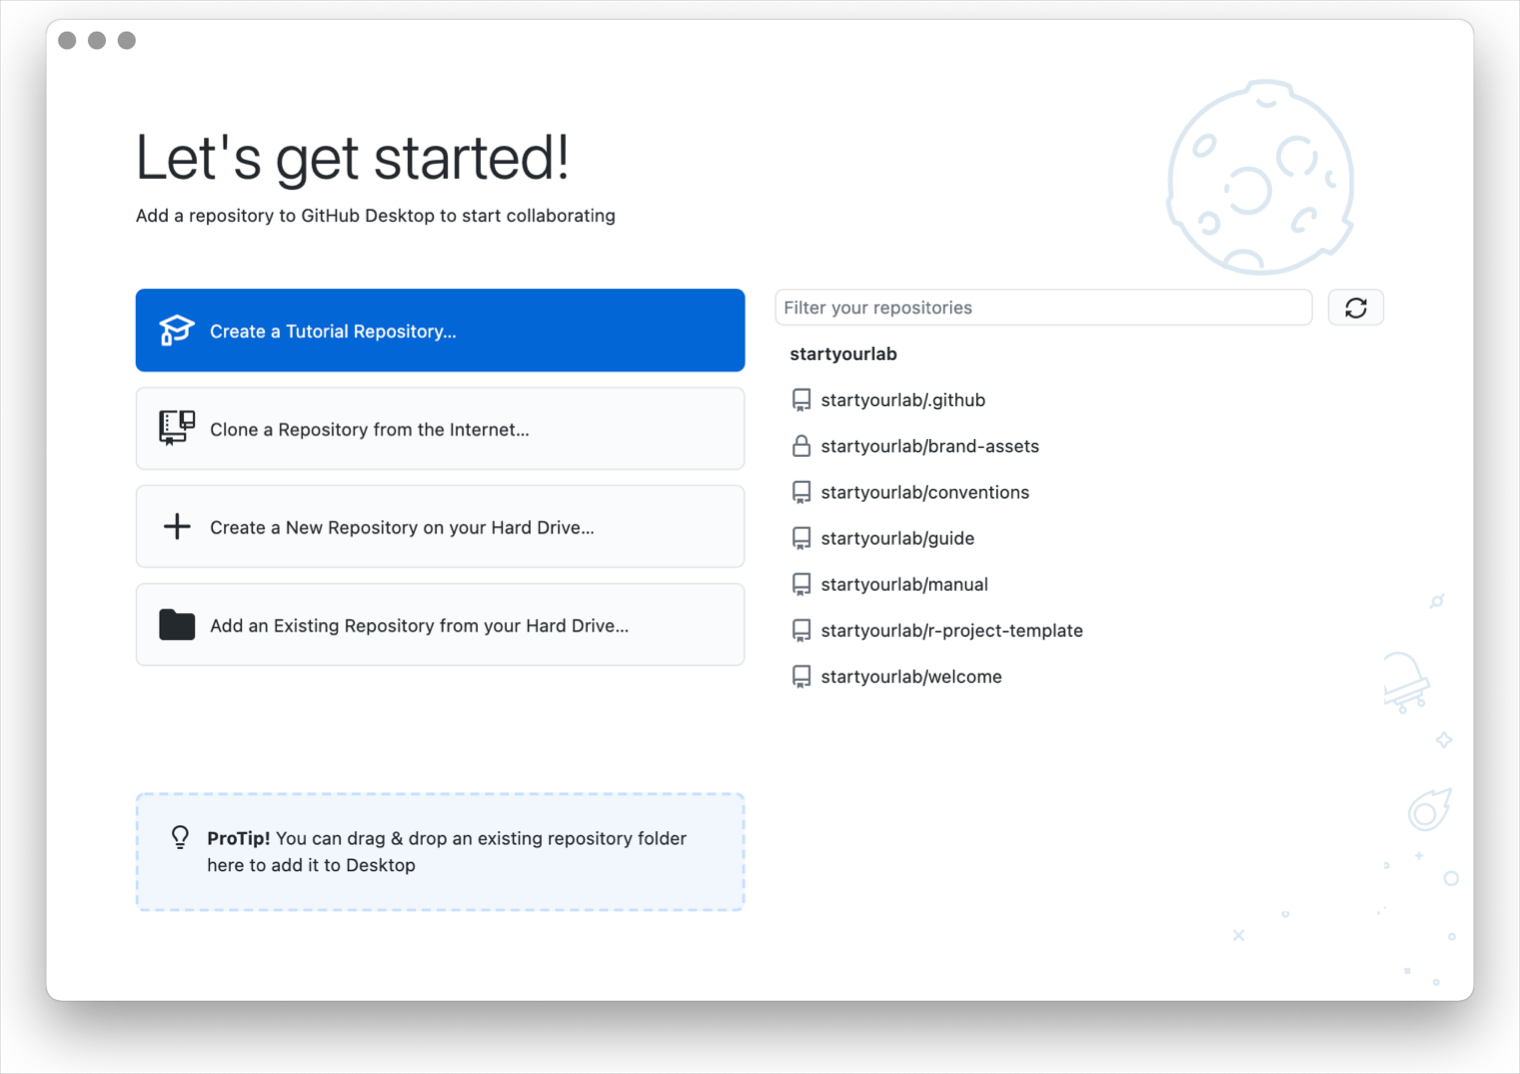 Let's get started!
Add a repository to GitHub Desktop to start collaborating
Create a Tutorial Repository...
Clone a Repository from the Internet...
Create a New Repository on your Hard Drive...
Add an Existing Repository from your Hard Drive...
ProTip! You can drag & drop an existing repository folder
here to add it to Desktop
Filter your repositories
startyourlab
startyourlab/.github
startyourlab/brand-assets
startyourlab/conventions
startyourlab/guide
startyourlab/manual
startyourlab/r-project-template
startyourlab/welcome